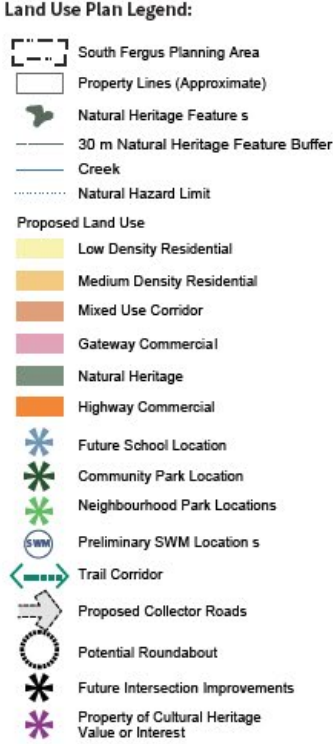 Land Use Plan Legend:
South Fergus Planning Area
Property Lines (Approximate)
Natural Heritage Feature s
30 m Natural Heritage Feature Buffer
Creek
Natural Hazard Limit
Proposed Land Use
Low Density Residential
Medium Density Residential
Mixed Use Corridor
Gateway Commercial
Natural Heritage
Highway Commercial
Future School Location
Community Park Location
Neighbourhood Park Locations
SWM Preliminary SWM Location s
Trail Corridor
Proposed Collector Roads
Potential Roundabout
Future Intersection Improvements
Property of Cultural Heritage
Value or Interest